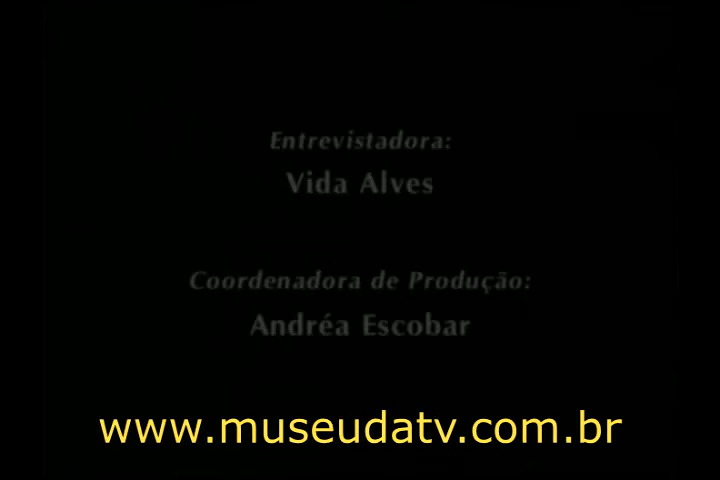 Entrevistadora:
Vida Alves
Coordenadora de Produção:
Andréa Escobar
www.museudatv.com.br